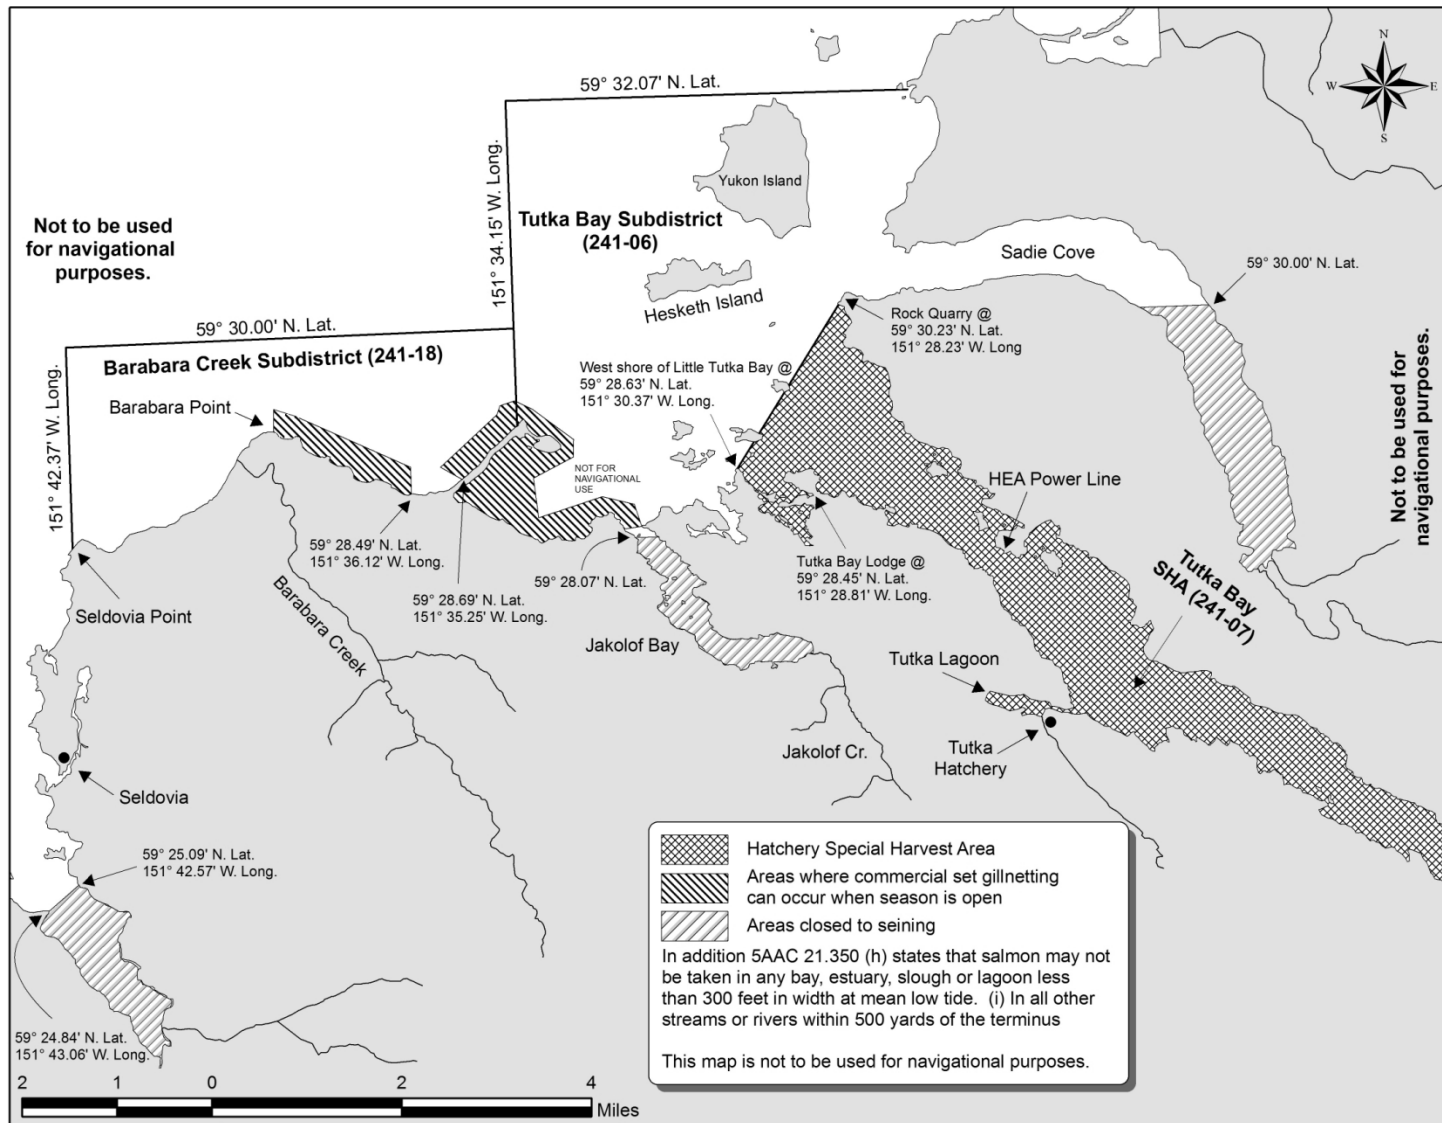 59° 32.07' N. Lat.
N
W
E
S
151° 34.15' W. Long.
Yukon Island
Not to be used
for navigational
purposes.
Tutka Bay Subdistrict
(241-06)
Sadie Cove
59° 30.00' N. Lat.
Hesketh Island
59° 30.00' N. Lat.
Rock Quarry @
59° 30.23' N. Lat.
151° 28.23' W. Long
Barabara Creek Subdistrict (241-18)
West shore of Little Tutka Bay @
59° 28.63' N. Lat.
151° 30.37' W. Long.
Barabara Point
151° 42.37' W. Long.
Not to be used for
navigational purposes.
NOT FOR
NAVIGATIONAL
USE
HEA Power Line
59° 28.49' N. Lat.
151° 36.12' W. Long.
59° 28.69' N. Lat.
151° 35.25' W. Long.
59° 28.07' N. Lat.
Tutka Bay Lodge @
59° 28.45' N. Lat.
151° 28.81' W. Long.
Tutka Bay
SHA (241-07)
Seldovia Point
Barabara Creek
Jakolof Bay
Tutka Lagoon
Jakolof Cr.
Tutka
Hatchery
Seldovia
59° 25.09' N. Lat.
151° 42.57' W. Long.
59° 24.84' N. Lat.
151° 43.06' W. Long.
Hatchery Special Harvest Area
Areas where commercial set gillnetting
can occur when season is open
Areas closed to seining
In addition 5AAC 21.350 (h) states that salmon may not
be taken in any bay, estuary, slough or lagoon less
than 300 feet in width at mean low tide.  (i) In all other
streams or rivers within 500 yards of the terminus
This map is not to be used for navigational purposes.
2 1 0 2 4
Miles